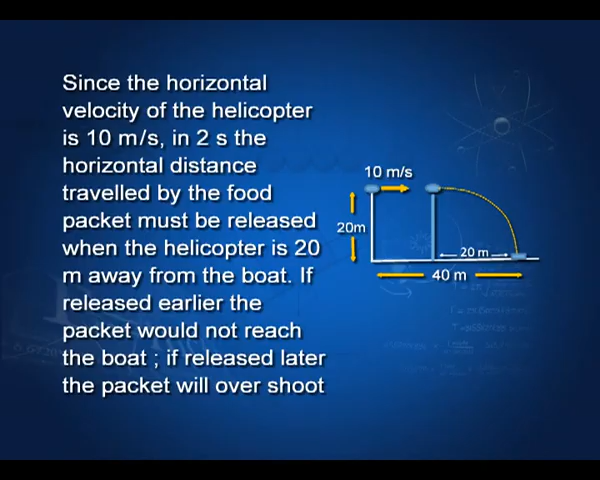 Since the horizontal
velocity of the helicopter
is 10 m/s, in 2 s the
horizontal distance
travelled by the food
packet must be released
when the helicopter is 20
m away from the boat. If
released earlier the
packet would not reach
the boat ; if released later
the packet will over shoot
10 m/s
20m
20 m
40 m